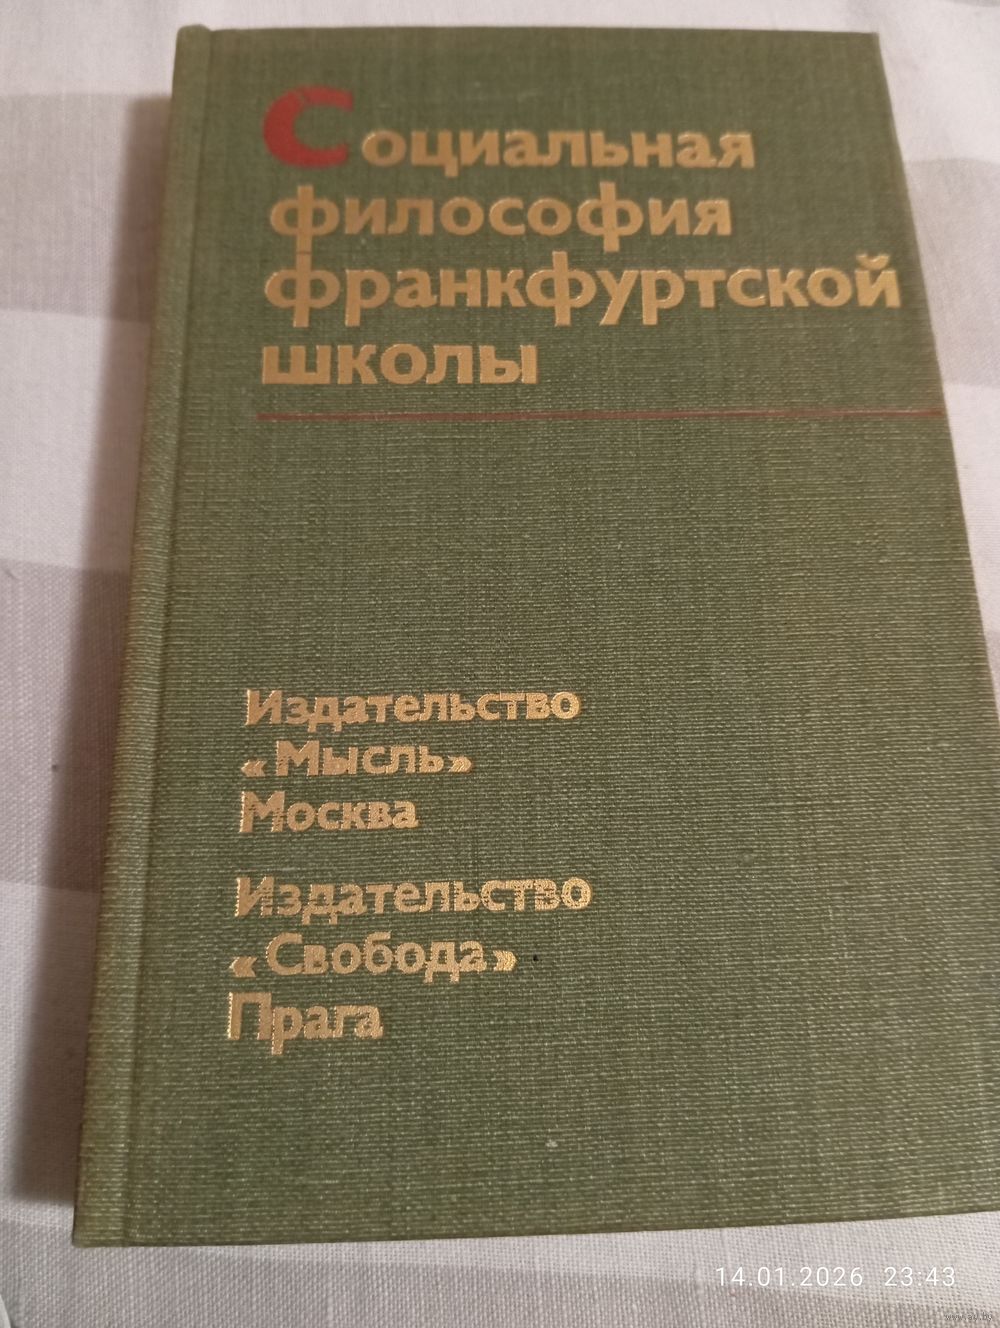 Социальная
философия
франкфуртской
школы
Издательство
«Мысль»
Москва
Издательство
«Свобода»
Прага
14.01.2026 23:43